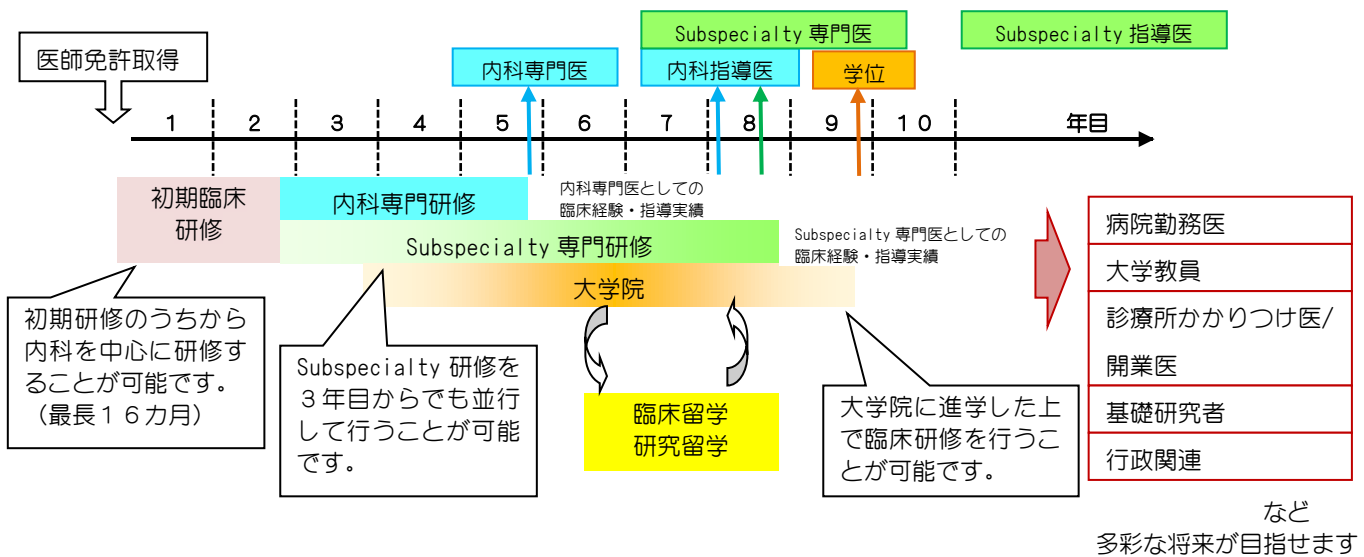 Subspecialty 専門医
Subspecialty 指導医
医師免許取得
内科専門医
内科指導医
学位
1 2 3 4 5 6 7 8 9 10 年目
初期臨床
研修
内科専門研修
内科専門医としての
臨床経験・指導実績
Subspecialty 専門研修
Subspecialty 専門医としての
臨床経験・指導実績
大学院
初期研修のうちから
内科を中心に研修す
ることが可能です。
（最長１６カ月）
Subspecialty 研修を
３年目からでも並行
して行うことが可能
です。
臨床留学
研究留学
大学院に進学した上
で臨床研修を行うこ
とが可能です。
病院勤務医
大学教員
診療所かかりつけ医/
開業医
基礎研究者
行政関連
など
多彩な将来が目指せます